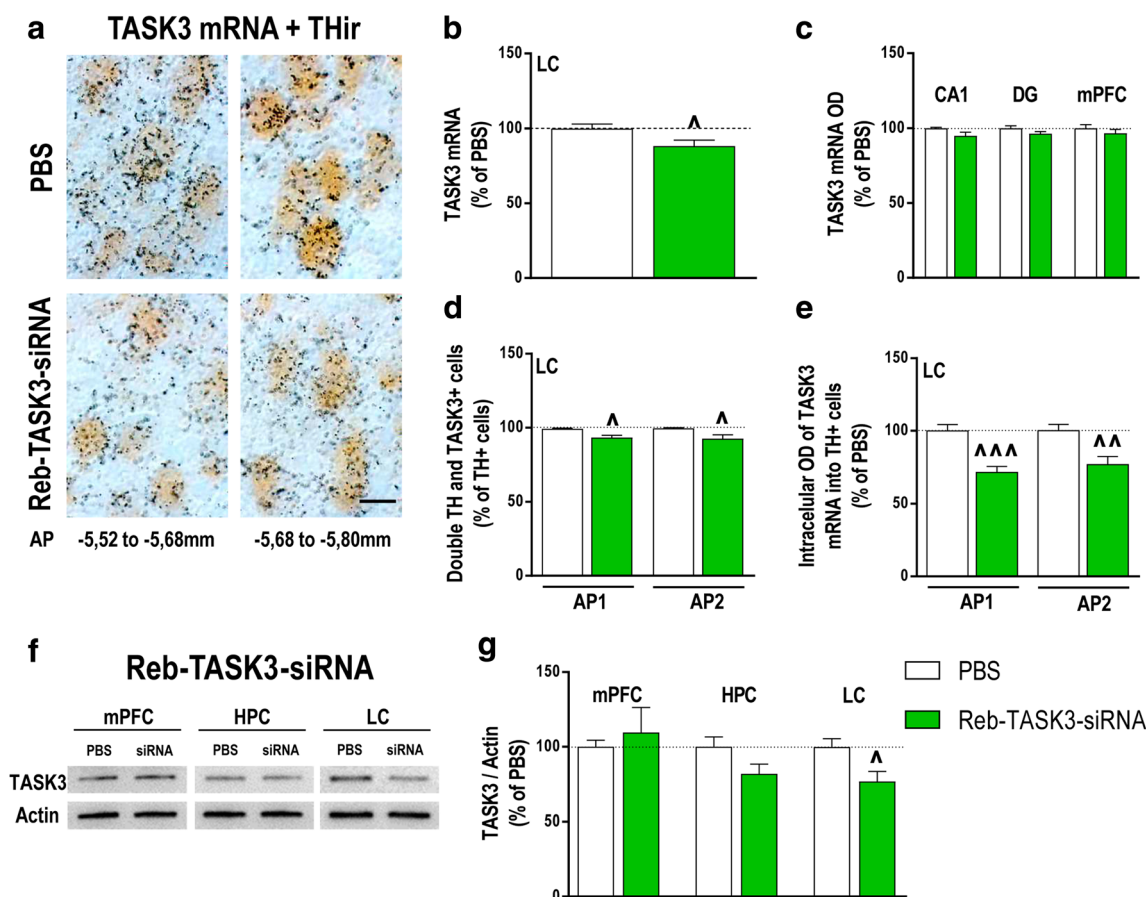 a
TASK3 mRNA + THir
PBS
Reb-TASK3-siRNA
AP
-5,52 to -5,68mm
-5,68 to -5,80mm
b
TASK3 mRNA
(% of PBS)
150
100
50
0
LC
^
c
TASK3 mRNA OD
(% of PBS)
150
100
50
0
CA1
DG
mPFC
d
Double TH and TASK3+ cells
(% of TH+ cells)
150
100
50
0
LC
^
^
AP1
AP2
e
Intracelular OD of TASK3
mRNA into TH+ cells
(% of PBS)
150
100
50
0
LC
^^^
^^
AP1
AP2
f
Reb-TASK3-siRNA
mPFC
HPC
LC
PBS
siRNA
PBS
siRNA
PBS
siRNA
TASK3
Actin
g
TASK3 / Actin
(% of PBS)
150
100
50
0
mPFC
HPC
LC
^
PBS
Reb-TASK3-siRNA